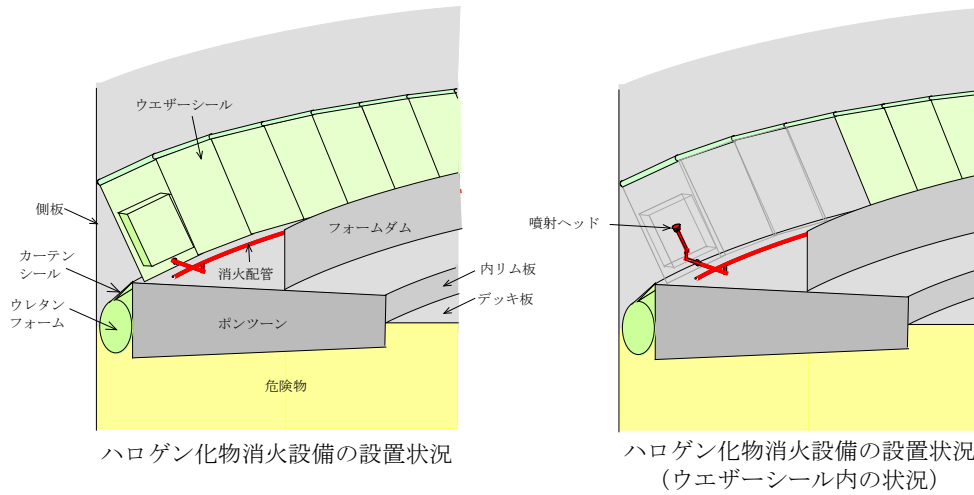 ウエザーシール
側板
フォームダム
カーテン
シール
消火配管
内リム板
デッキ板
ウレタン
フォーム
ポンツーン
危険物
ハロゲン化物消火設備の設置状況
噴射ヘッド
ハロゲン化物消火設備の設置状況
（ウエザーシール内の状況）